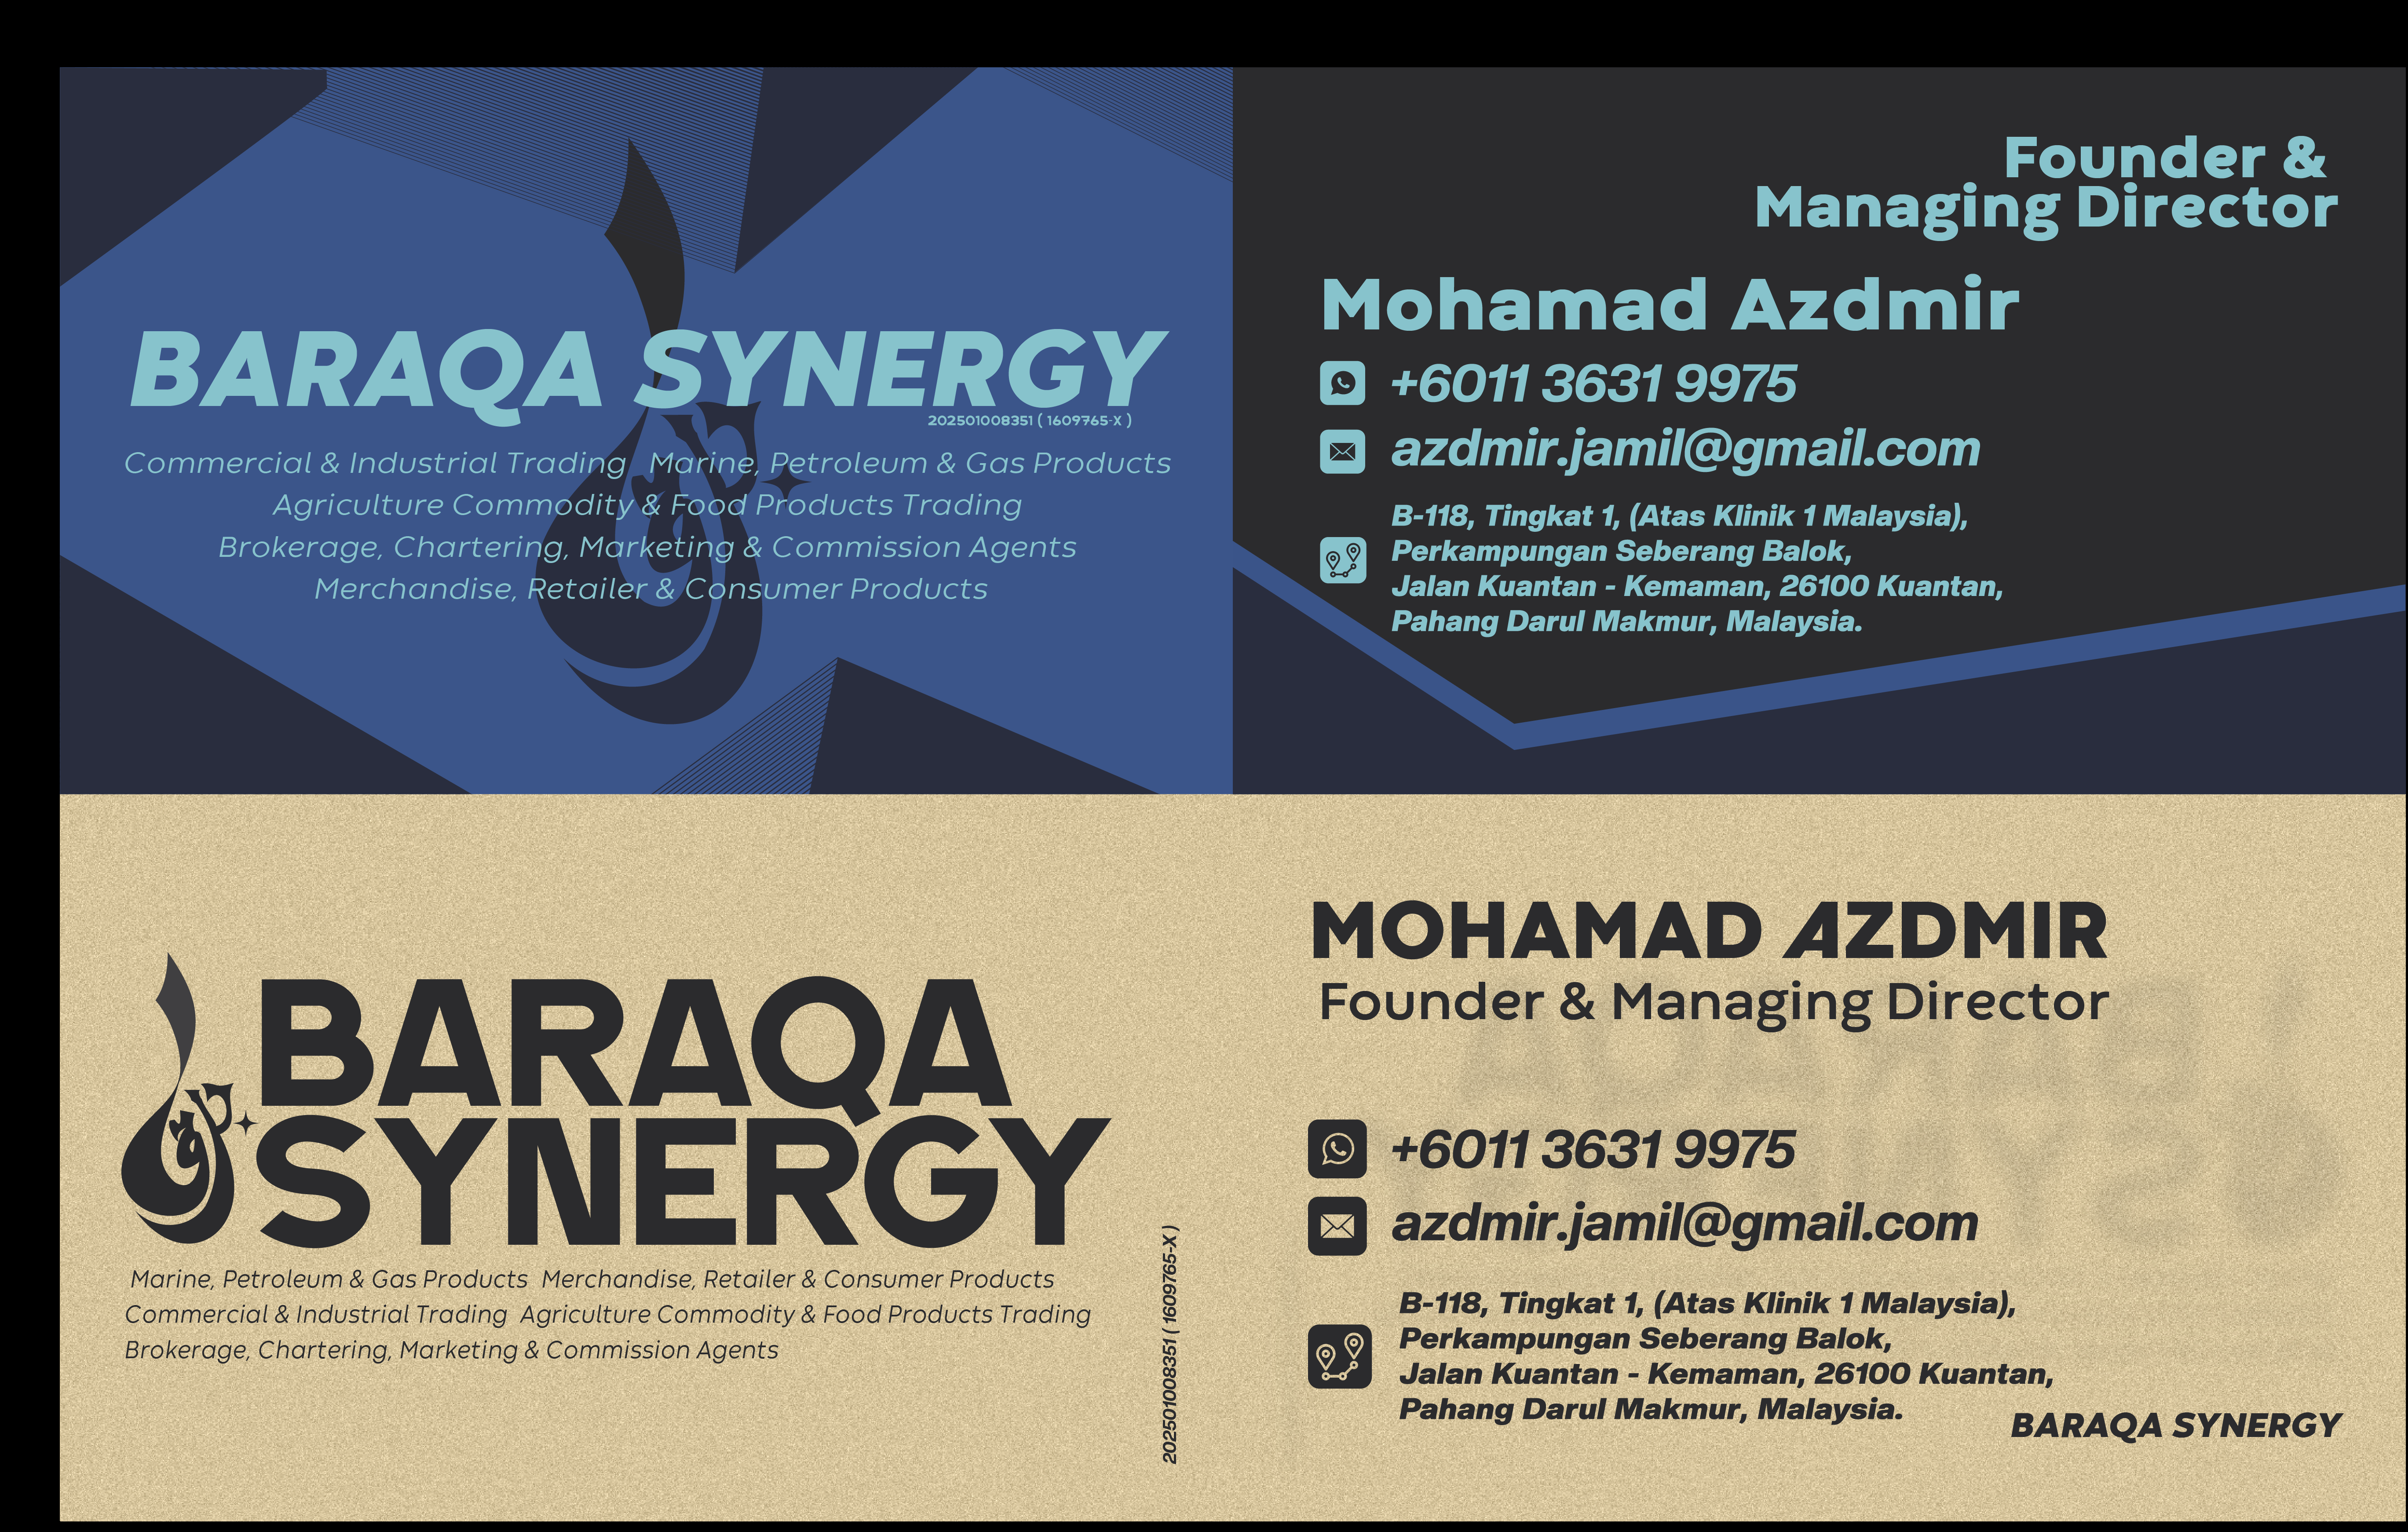 BARAQA SYNERGY
202501008351 ( 1609765-X )
Commercial & Industrial Trading Marine, Petroleum & Gas Products
Agriculture Commodity & Food Products Trading
Brokerage, Chartering, Marketing & Commission Agents
Merchandise, Retailer & Consumer Products
Founder &
Managing Director
Mohamad Azdmir
+6011 3631 9975
azdmir.jamil@gmail.com
B-118, Tingkat 1, (Atas Klinik 1 Malaysia),
Perkampungan Seberang Balok,
Jalan Kuantan - Kemaman, 26100 Kuantan,
Pahang Darul Makmur, Malaysia.
BARAQA
SYNERGY
Marine, Petroleum & Gas Products Merchandise, Retailer & Consumer Products
Commercial & Industrial Trading Agriculture Commodity & Food Products Trading
Brokerage, Chartering, Marketing & Commission Agents
202501008351 ( 1609765-X )
MOHAMAD AZDMIR
Founder & Managing Director
+6011 3631 9975
azdmir.jamil@gmail.com
B-118, Tingkat 1, (Atas Klinik 1 Malaysia),
Perkampungan Seberang Balok,
Jalan Kuantan - Kemaman, 26100 Kuantan,
Pahang Darul Makmur, Malaysia.
BARAQA SYNERGY